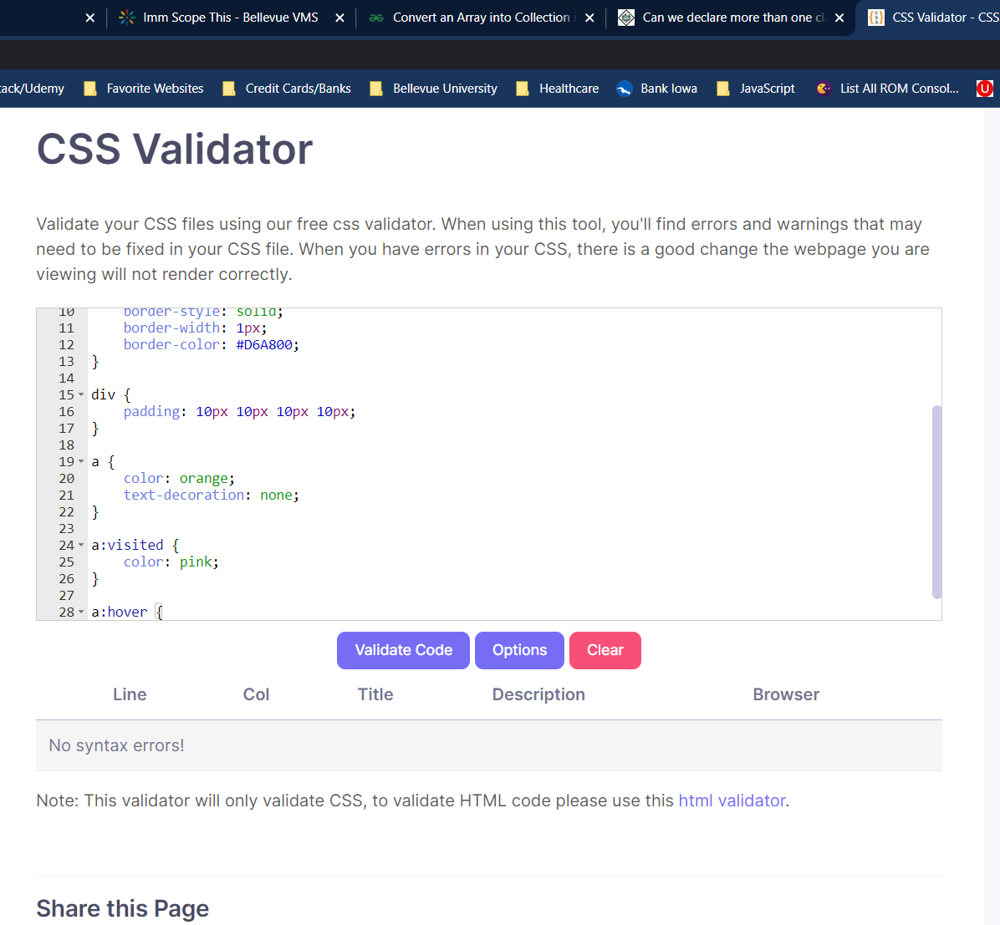 Imm Scope This - Bellevue VMS
Convert an Array into Collection i
Can we declare more than one cl
CSS Validator - CSS
tack/Udemy
Favorite Websites
Credit Cards/Banks
Bellevue University
Healthcare
Bank Iowa
JavaScript
List All ROM Consol...
U
CSS Validator
Validate your CSS files using our free css validator. When using this tool, you'll find errors and warnings that may
need to be fixed in your CSS file. When you have errors in your CSS, there is a good change the webpage you are
viewing will not render correctly.
10 border-style: solid;
11 border-width: 1px;
12 border-color: #D6A800;
13 }
14
15 div {
16 padding: 10px 10px 10px 10px;
17 }
18
19 a {
20 color: orange;
21 text-decoration: none;
22 }
23
24 a:visited {
25 color: pink;
26 }
27
28 a:hover {
Validate Code
Options
Clear
Line Col Title Description Browser
No syntax errors!
Note: This validator will only validate CSS, to validate HTML code please use this html validator.
Share this Page